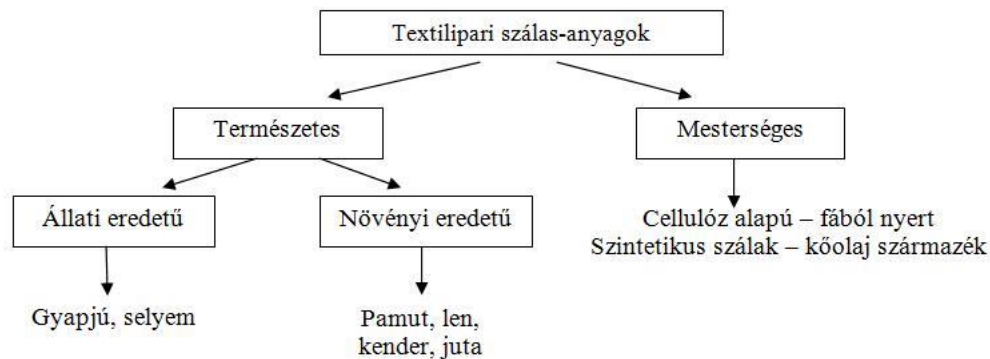 Textilipari szálas-anyagok
Természetes
Mesterséges
Állati eredetű
Növényi eredetű
Cellulóz alapú – fából nyert
Szintetikus szálak – kőolaj származék
Gyapjú, selyem
Pamut, len,
kender, juta